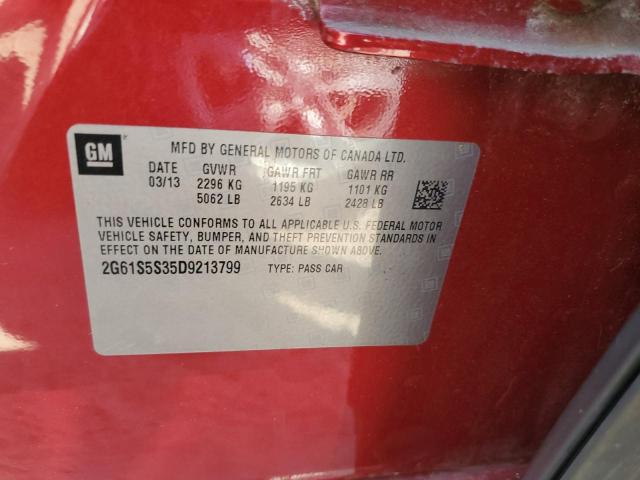 GM
MFD BY GENERAL MOTORS OF CANADA LTD.
DATE GVWR GAWR FRT GAWR RR
03/13 2296 KG 1195 KG 1101 KG
5062 LB 2634 LB 2428 LB
THIS VEHICLE CONFORMS TO ALL APPLICABLE U.S. FEDERAL MOTOR
VEHICLE SAFETY, BUMPER, AND THEFT PREVENTION STANDARDS IN
EFFECT ON THE DATE OF MANUFACTURE SHOWN ABOVE.
2G61S5S35D9213799 TYPE: PASS CAR